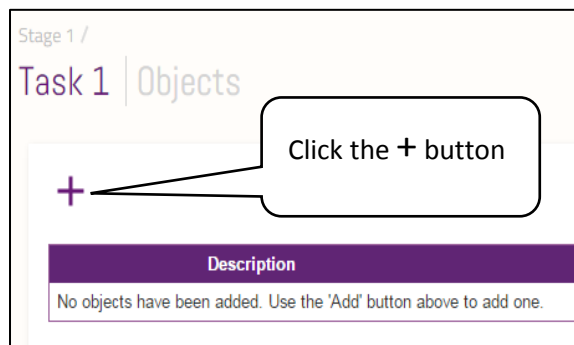 Stage 1 /
Task 1 | Objects
Click the + button
+
Description
No objects have been added. Use the 'Add' button above to add one.